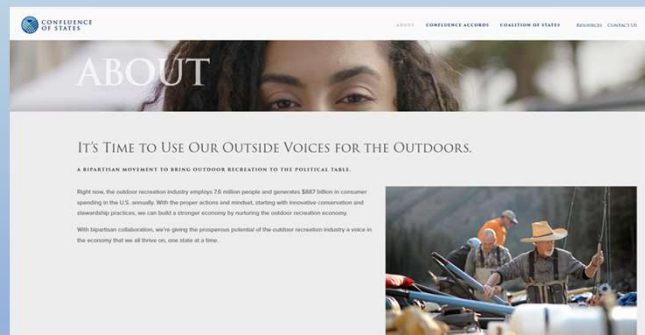 CONFLUENCE
OF STATES
ABOUT CONFLUENCE ACCORDS COALITION OF STATES RESOURCES CONTACT US
ABOUT
IT'S TIME TO USE OUR OUTSIDE VOICES FOR THE OUTDOORS.
A BIPARTISAN MOVEMENT TO BRING OUTDOOR RECREATION TO THE POLITICAL TABLE.
Right now, the outdoor recreation industry employs 7.6 million people and generates $887 billion in consumer
spending in the U.S. annually. With the proper actions and mindset, starting with innovative conservation and
stewardship practices, we can build a stronger economy by nurturing the outdoor recreation economy.
With bipartisan collaboration, we're giving the prosperous potential of the outdoor recreation industry a voice in
the economy that we all thrive on, one state at a time.